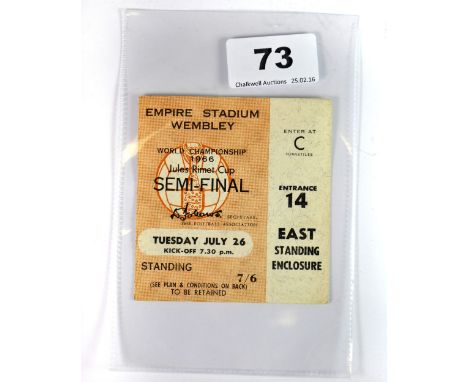 73
Chalkwell Auctions 25.02.16
EMPIRE STADIUM
WEMBLEY
WORLD CHAMPIONSHIP
1966
Jules Rimet Cup
SEMI-FINAL
SECRETARY,
THE FOOTBALL ASSOCIATION
TUESDAY JULY 26
KICK-OFF 7.30 p.m.
STANDING
7/6
(SEE PLAN & CONDITIONS ON BACK)
TO BE RETAINED
ENTER AT
C
TURNSTILES
ENTRANCE
14
EAST
STANDING
ENCLOSURE